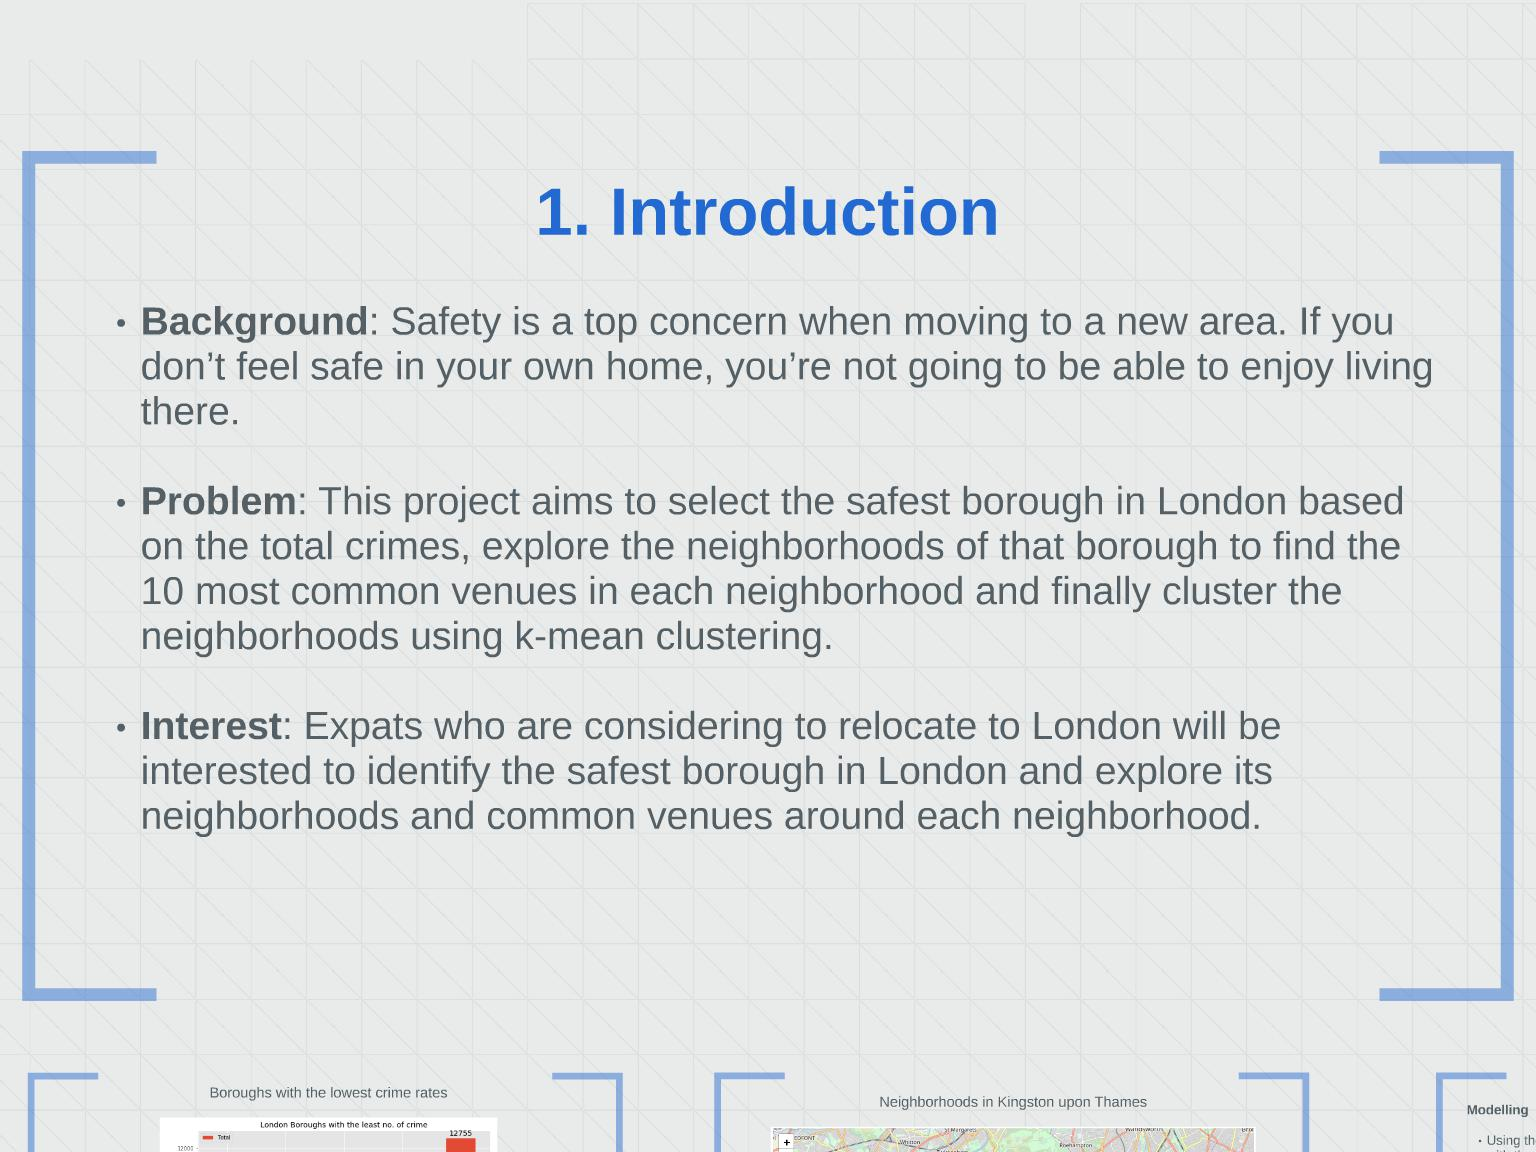 1. Introduction
• Background: Safety is a top concern when moving to a new area. If you
don’t feel safe in your own home, you’re not going to be able to enjoy living
there.
• Problem: This project aims to select the safest borough in London based
on the total crimes, explore the neighborhoods of that borough to find the
10 most common venues in each neighborhood and finally cluster the
neighborhoods using k-mean clustering.
• Interest: Expats who are considering to relocate to London will be
interested to identify the safest borough in London and explore its
neighborhoods and common venues around each neighborhood.
Boroughs with the lowest crime rates
London Boroughs with the least no. of crime
12755
Total
12000
Neighborhoods in Kingston upon Thames
+
Whitton
Roehampton
Modelling
• Using th